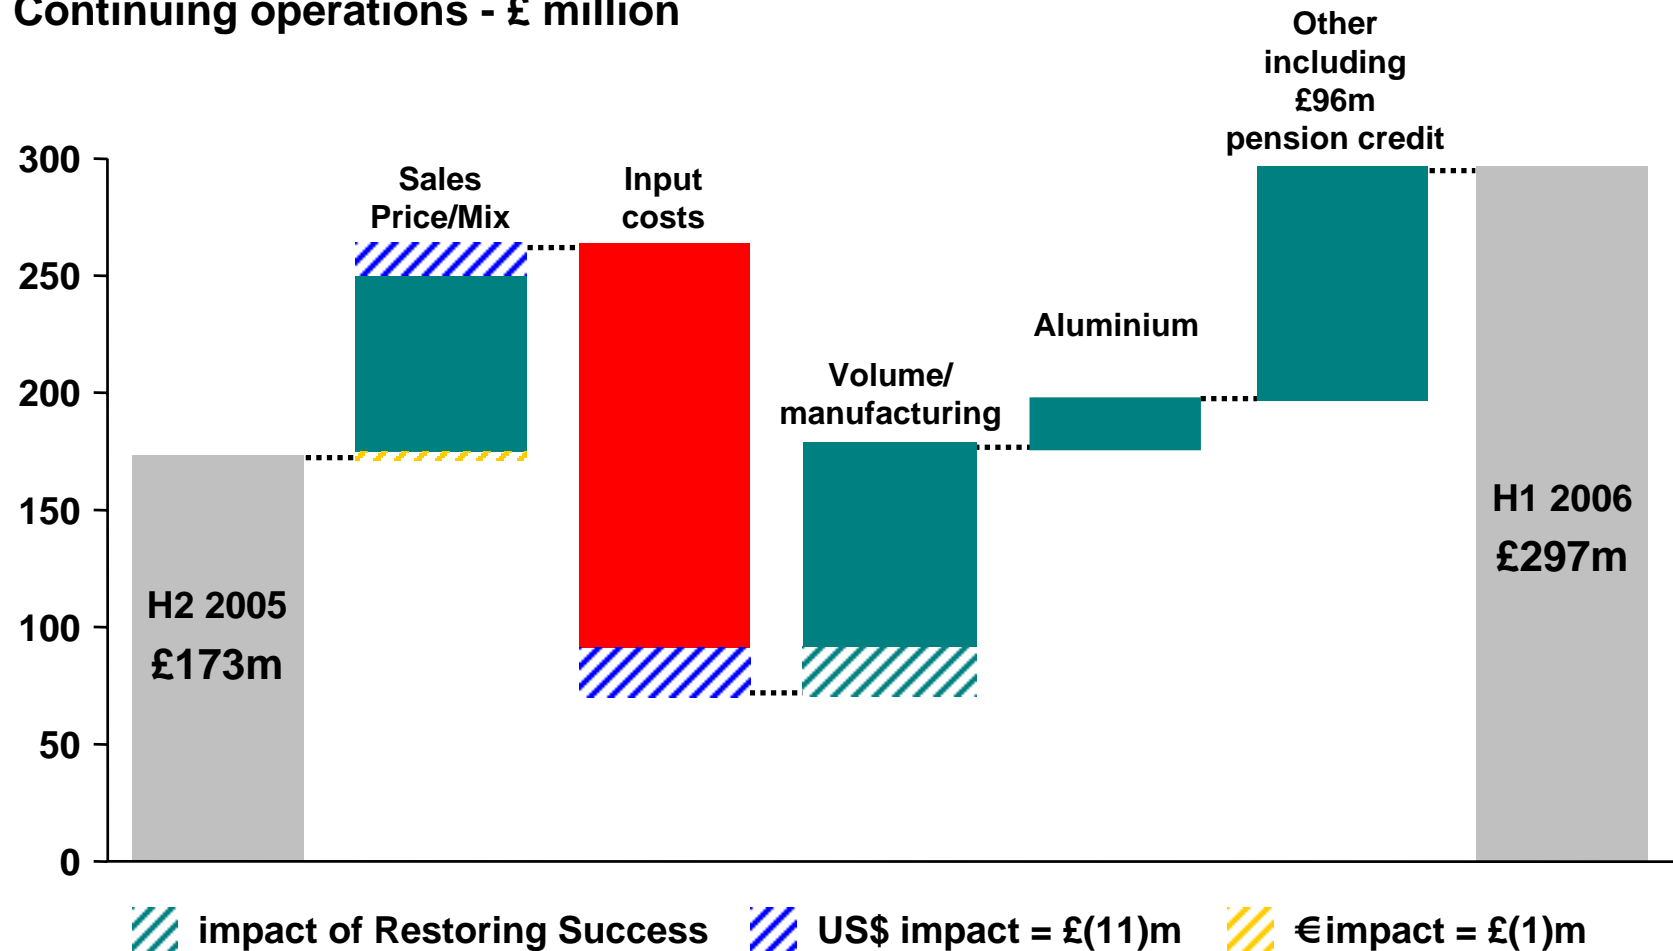 Continuing operations - £ million
Other
including
£96m
pension credit
Sales
Price/Mix
Input
costs
Aluminium
Volume/
manufacturing
300
250
200
150
100
50
0
H2 2005
£173m
H1 2006
£297m
impact of Restoring Success
US$ impact = £(11)m
€impact = £(1)m